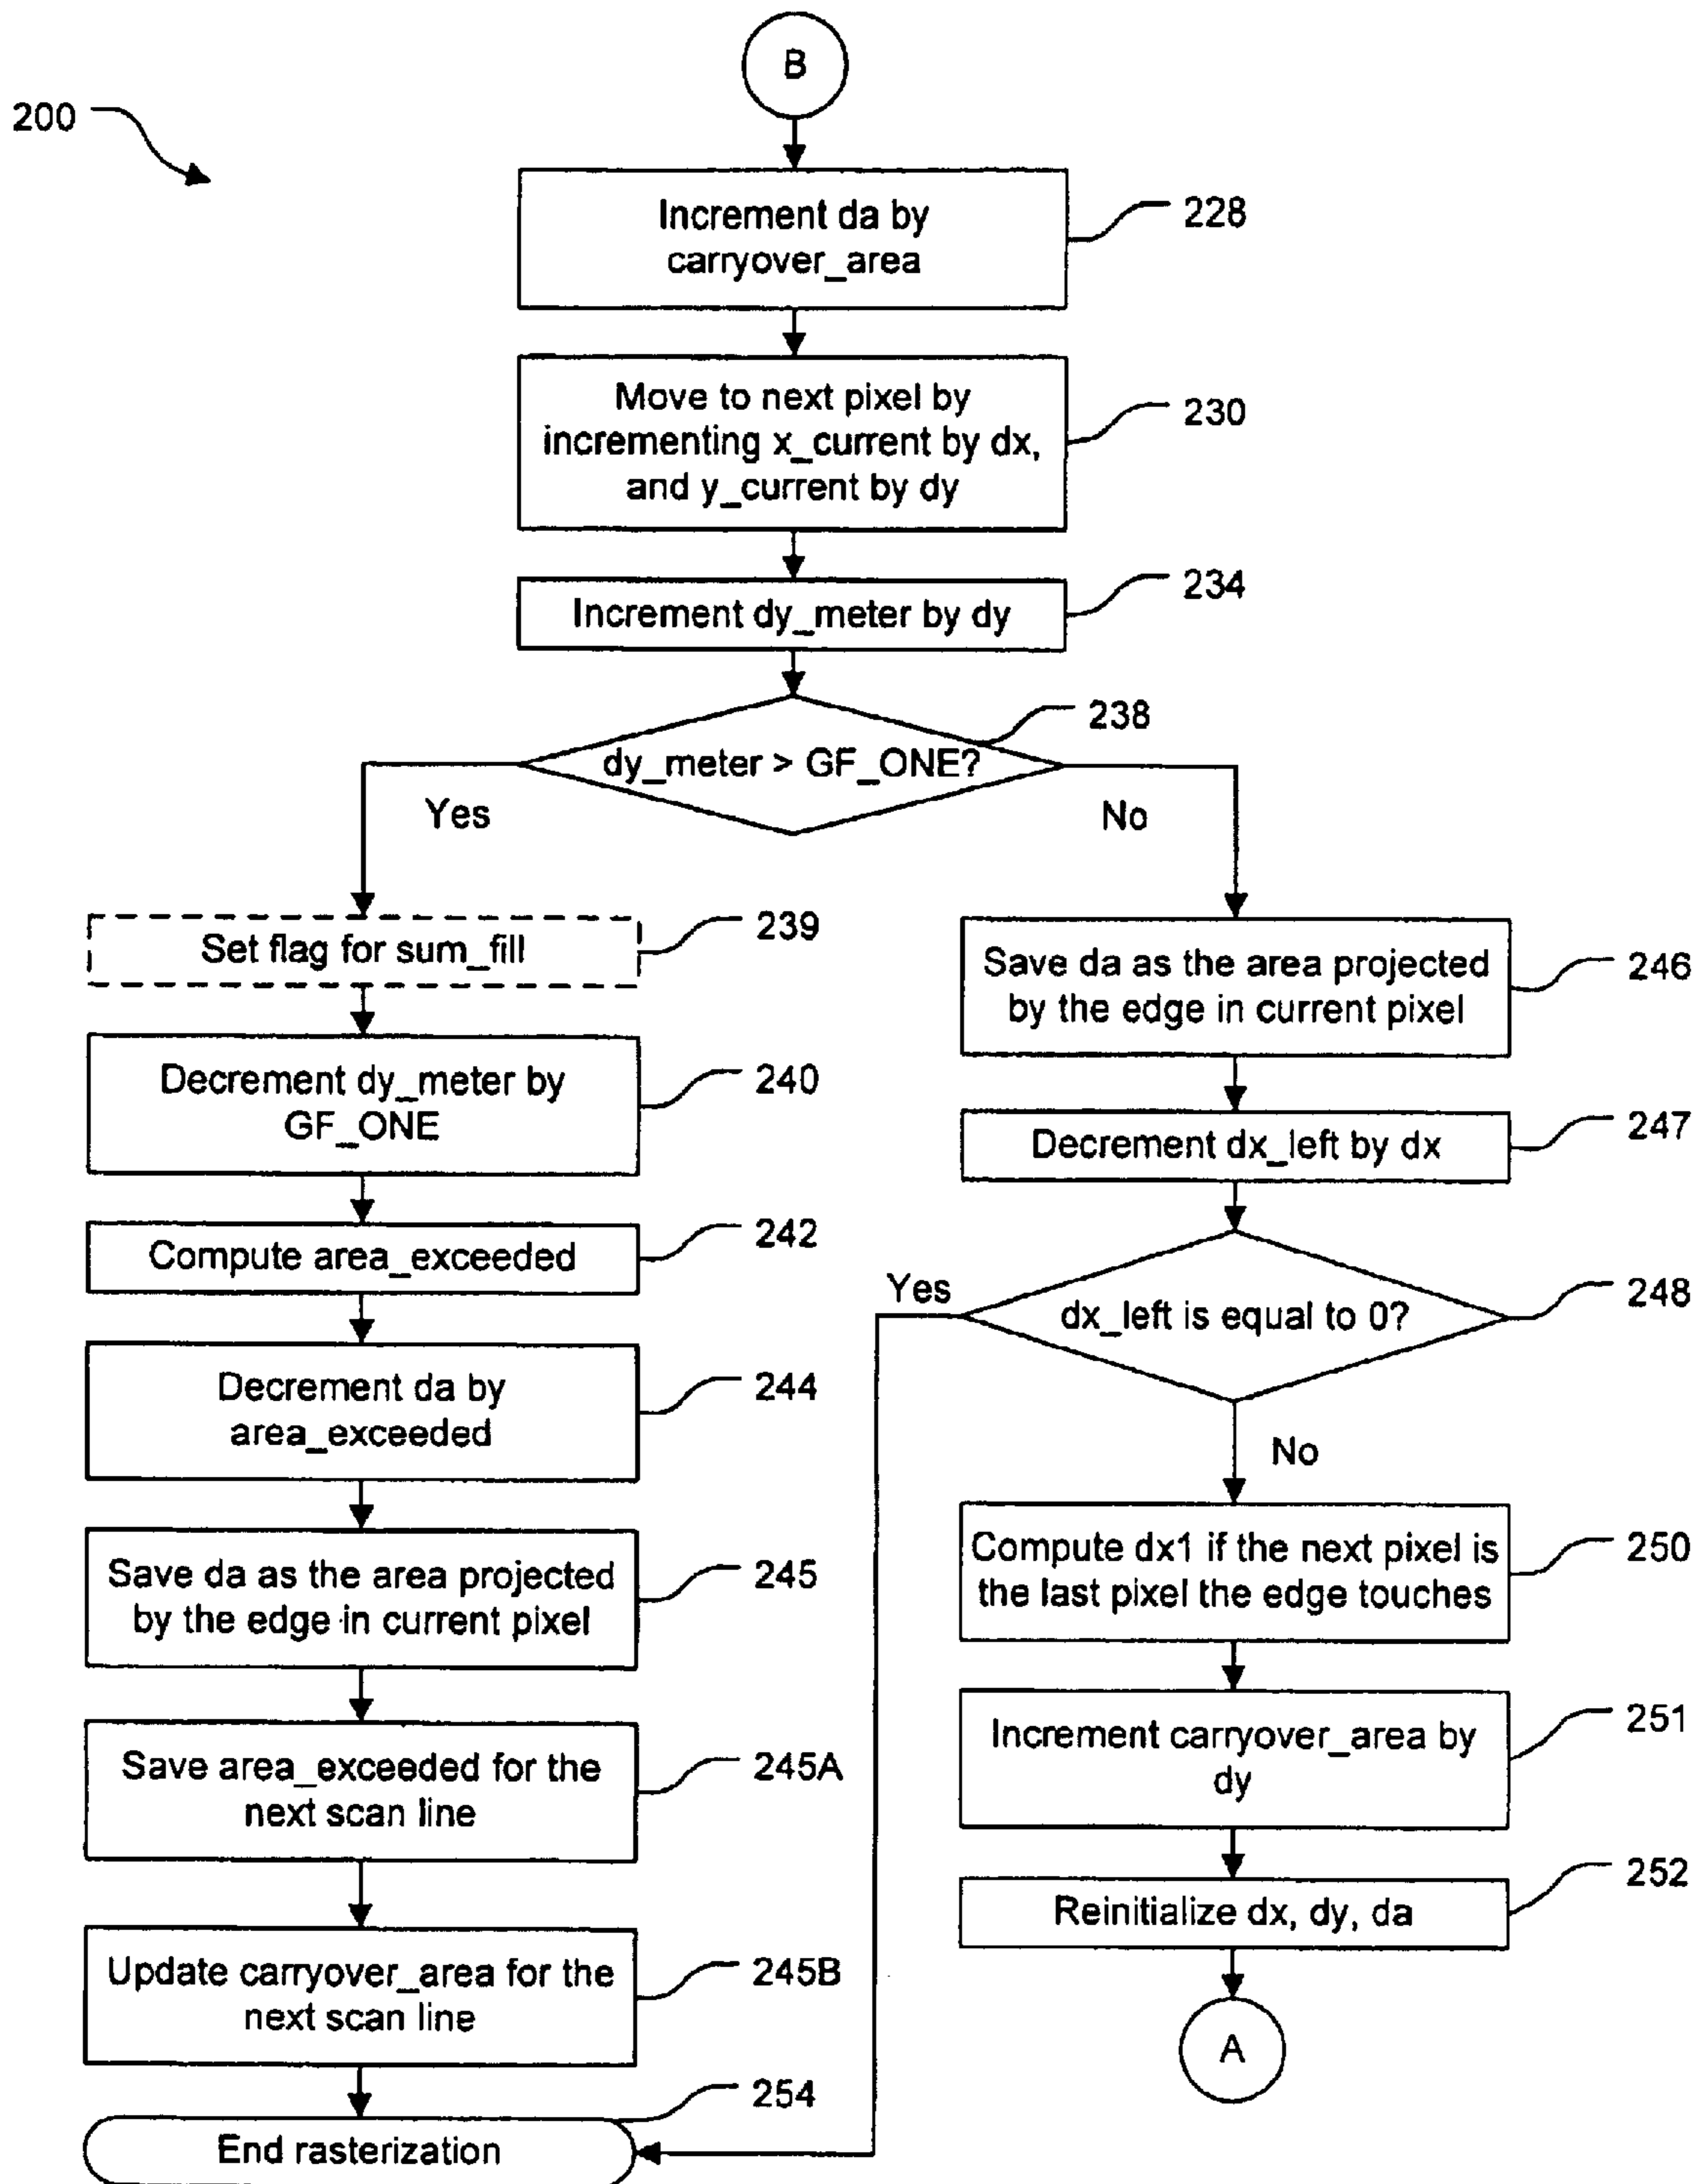 B
200
Increment da by
carryover_area
228
Move to next pixel by
incrementing x_current by dx,
and y_current by dy
230
Increment dy_meter by dy
234
dy_meter > GF_ONE?
238
Yes
No
Set flag for sum_fill
239
Decrement dy_meter by
GF_ONE
240
Compute area_exceeded
242
Decrement da by
area_exceeded
244
Save da as the area projected
by the edge in current pixel
245
Save area_exceeded for the
next scan line
245A
Update carryover_area for the
next scan line
245B
End rasterization
254
Save da as the area projected
by the edge in current pixel
246
Decrement dx_left by dx
247
dx_left is equal to 0?
248
Yes
No
Compute dx1 if the next pixel is
the last pixel the edge touches
250
Increment carryover_area by
dy
251
Reinitialize dx, dy, da
252
A